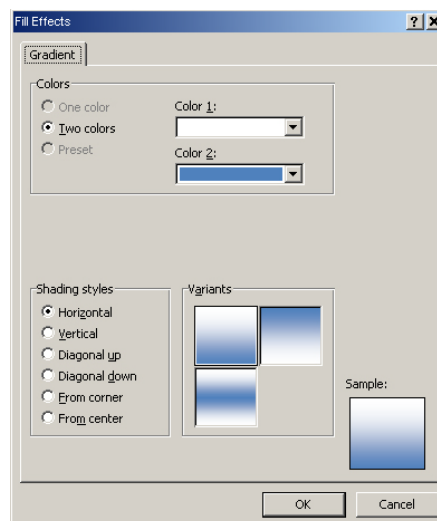 Fill Effects
Gradient
Colors
One color
Two colors
Preset
Color 1:
Color 2:
Shading styles
Horizontal
Vertical
Diagonal up
Diagonal down
From corner
From center
Variants
Sample:
OK
Cancel